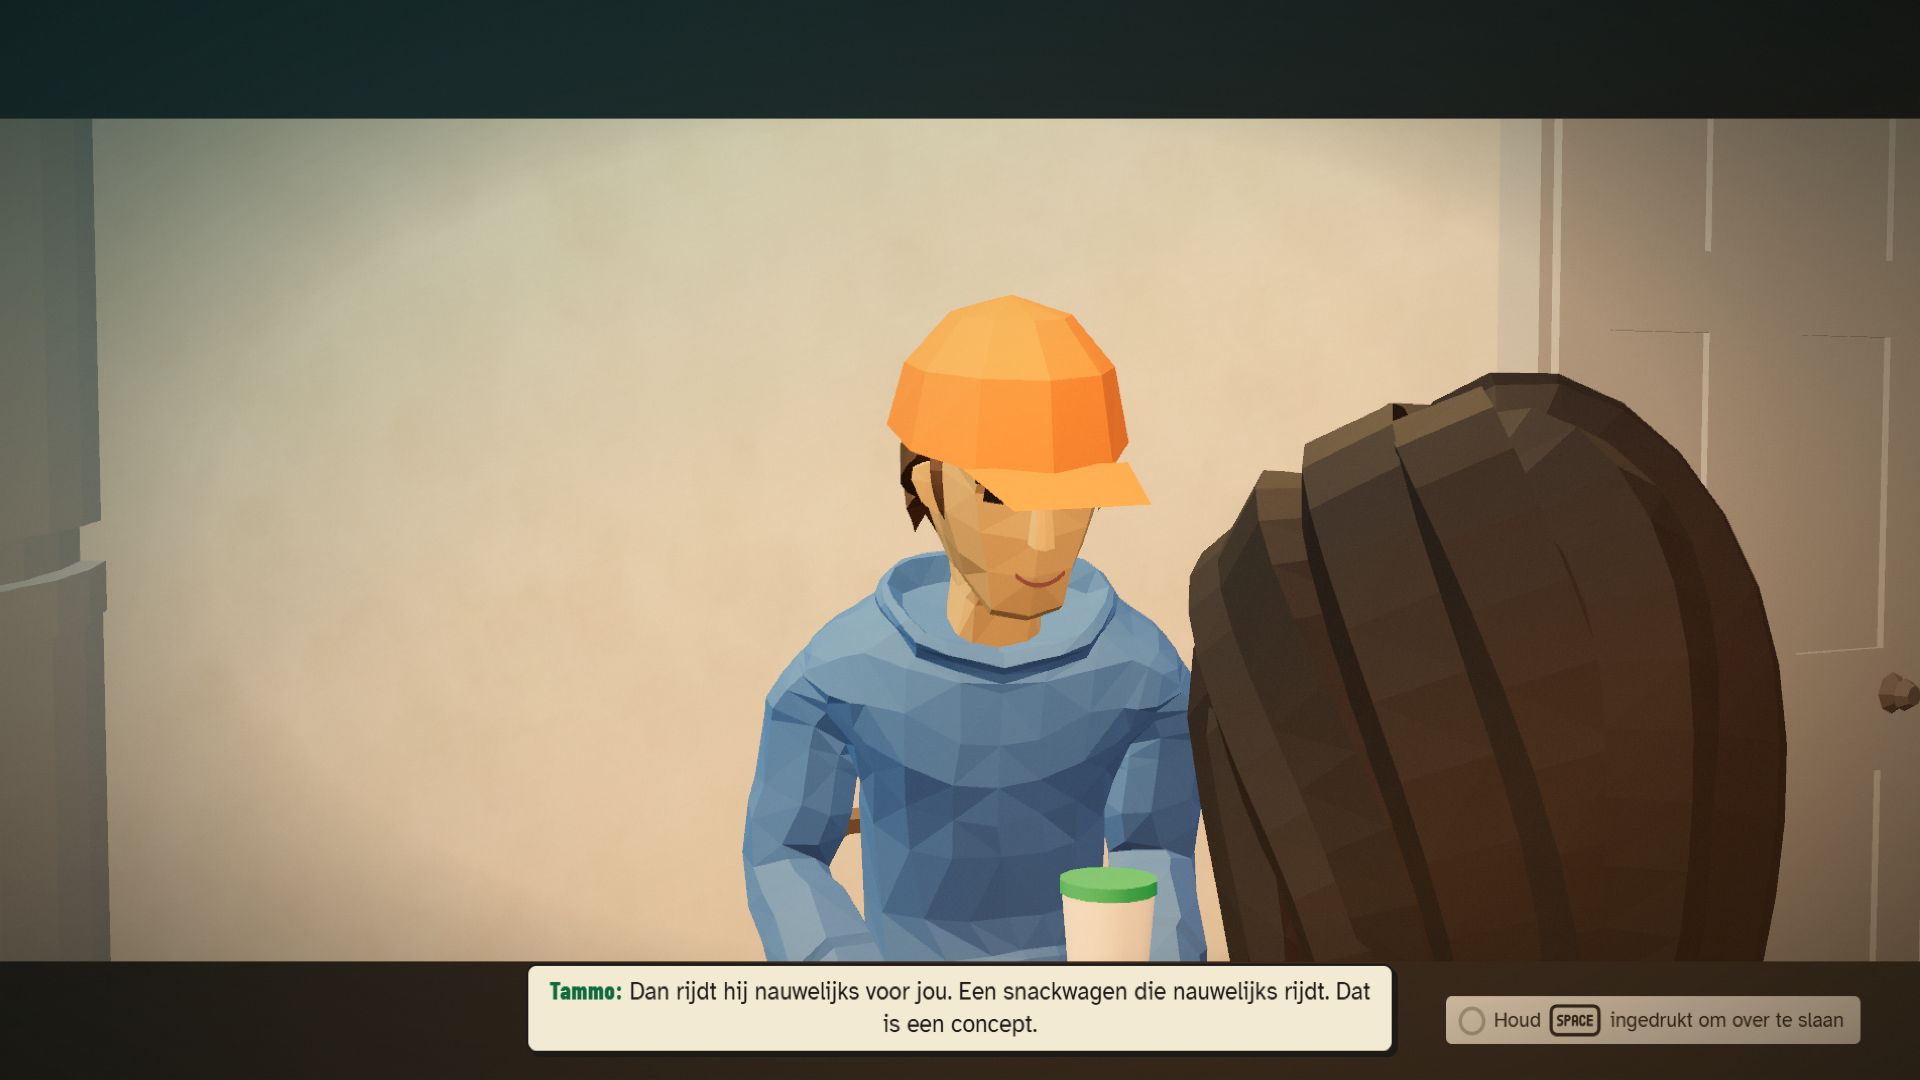 Tammo: Dan rijdt hij nauwelijks voor jou. Een snackwagen die nauwelijks rijdt. Dat
is een concept.
Houd SPACE ingedrukt om over te slaan